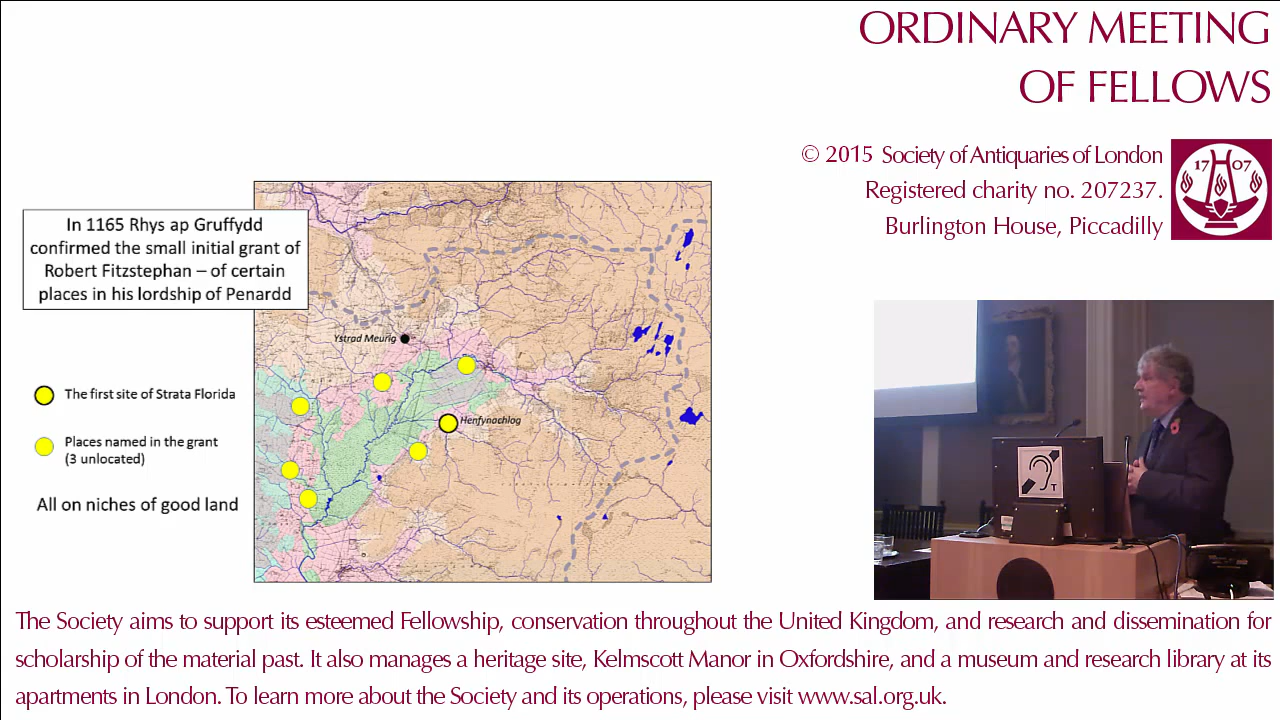 ORDINARY MEETING
OF FELLOWS
© 2015 Society of Antiquaries of London
Registered charity no. 207237.
Burlington House, Piccadilly
17 07
In 1165 Rhys ap Gruffydd
confirmed the small initial grant of
Robert Fitzstephan – of certain
places in his lordship of Penardd
Ystrad Meurig
The first site of Strata Florida
Henfynachlog
Places named in the grant
(3 unlocated)
All on niches of good land
T
The Society aims to support its esteemed Fellowship, conservation throughout the United Kingdom, and research and dissemination for
scholarship of the material past. It also manages a heritage site, Kelmscott Manor in Oxfordshire, and a museum and research library at its
apartments in London. To learn more about the Society and its operations, please visit www.sal.org.uk.